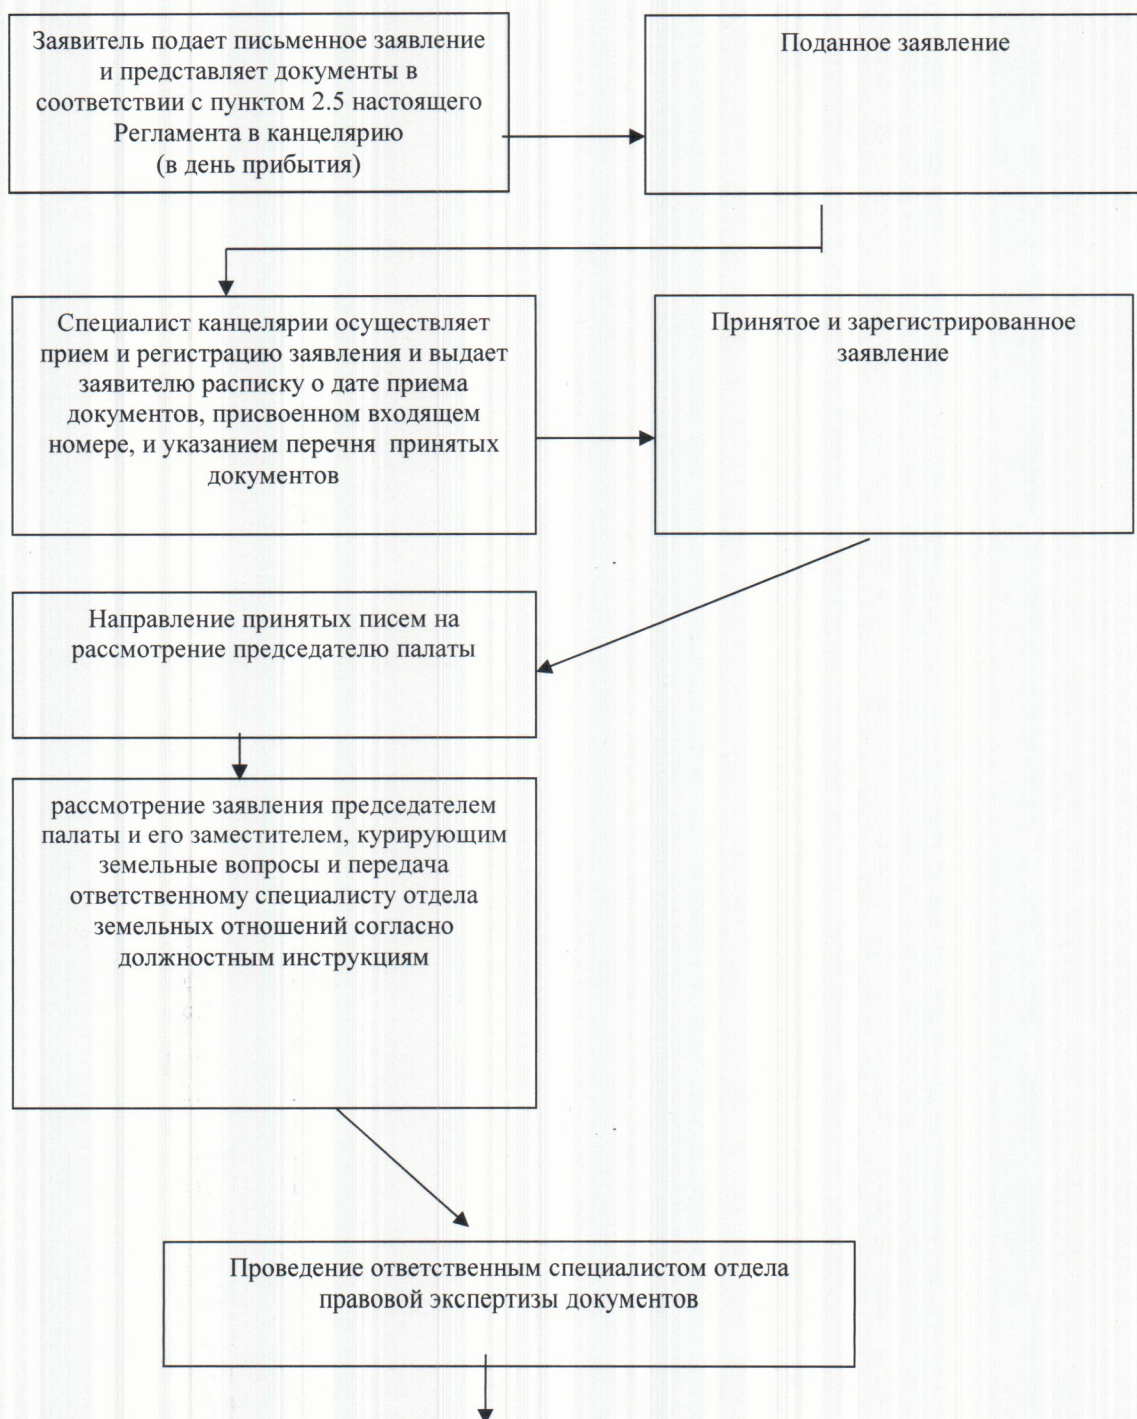 Заявитель подает письменное заявление
и представляет документы в
соответствии с пунктом 2.5 настоящего
Регламента в канцелярию
(в день прибытия)
Поданное заявление
Специалист канцелярии осуществляет
прием и регистрацию заявления и выдает
заявителю расписку о дате приема
документов, присвоенном входящем
номере, и указанием перечня принятых
документов
Принятое и зарегистрированное
заявление
Направление принятых писем на
рассмотрение председателю палаты
рассмотрение заявления председателем
палаты и его заместителем, курирующим
земельные вопросы и передача
ответственному специалисту отдела
земельных отношений согласно
должностным инструкциям
Проведение ответственным специалистом отдела
правовой экспертизы документов